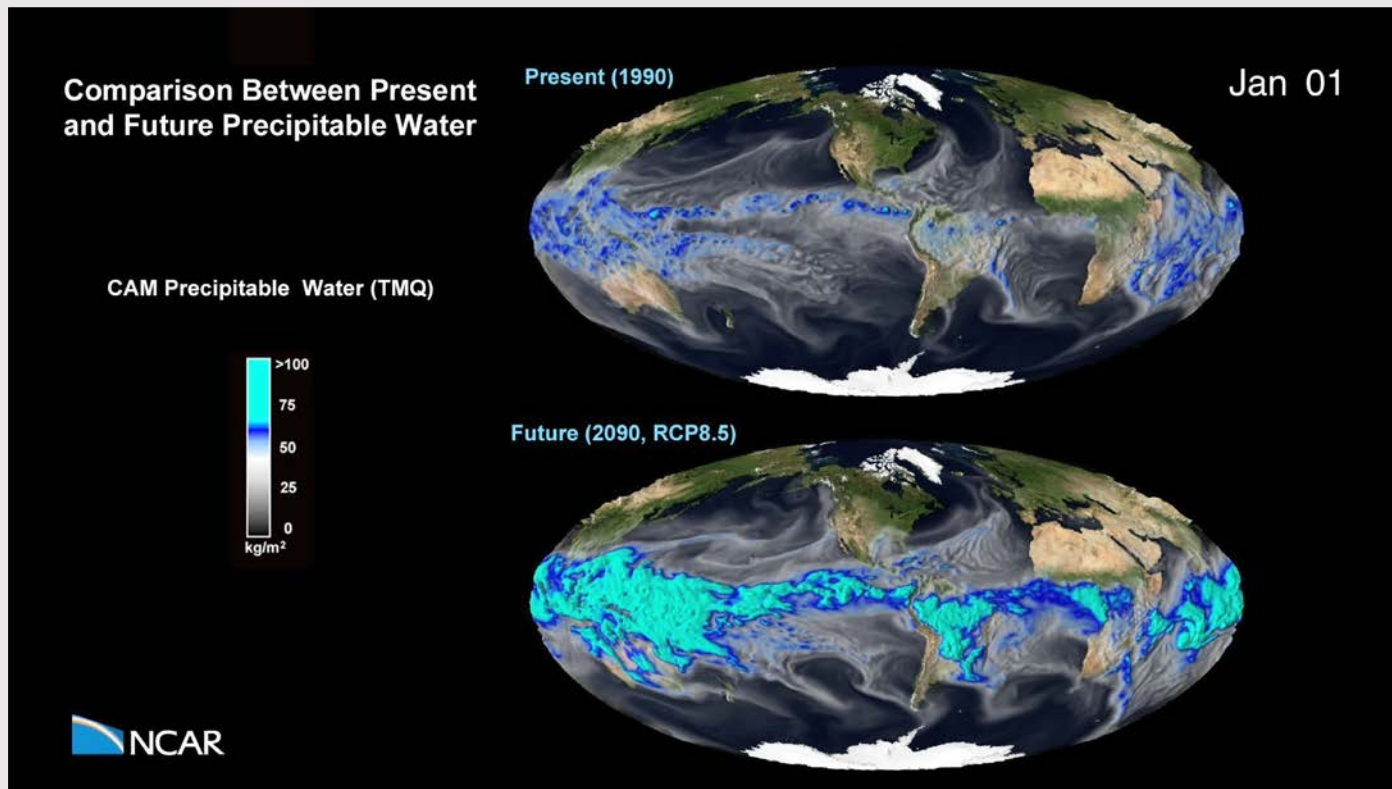 Comparison Between Present
and Future Precipitable Water
Present (1990)
Jan 01
CAM Precipitable Water (TMQ)
>100
75
50
25
0
kg/m²
Future (2090, RCP8.5)
NCAR